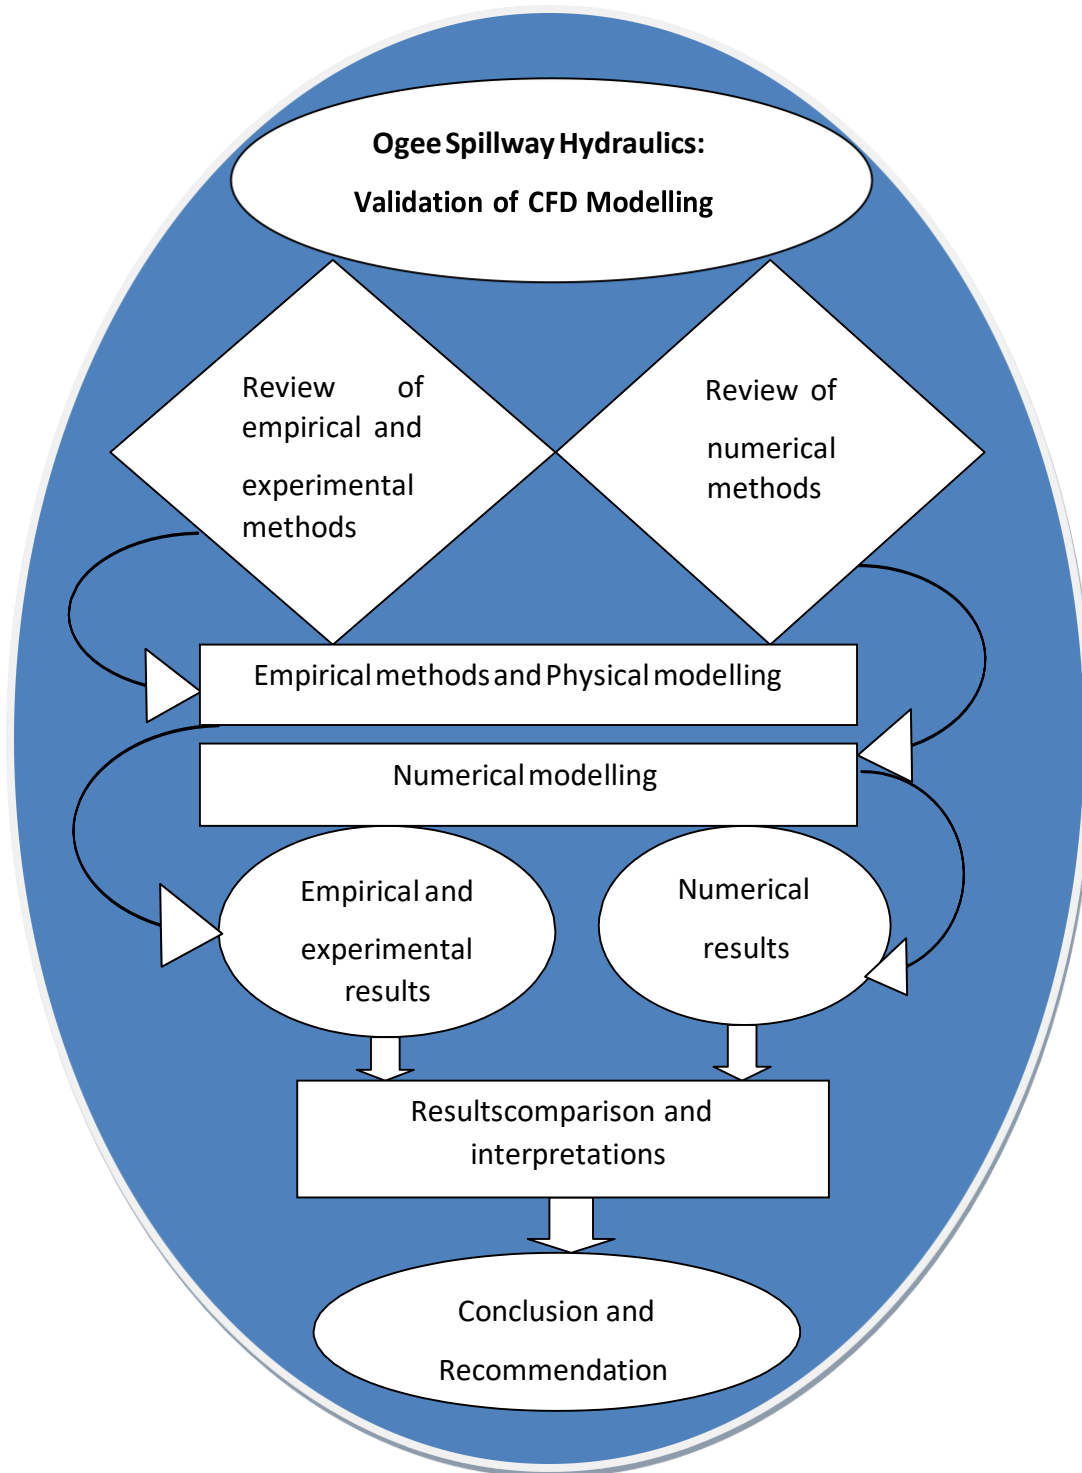 Ogee Spillway Hydraulics:
Validation of CFD Modelling
Review of
empirical and
experimental
methods
Review of
numerical
methods
Empirical methods and Physical modelling
Numerical modelling
Empirical and
experimental
results
Numerical
results
Resultscomparison and
interpretations
Conclusion and
Recommendation